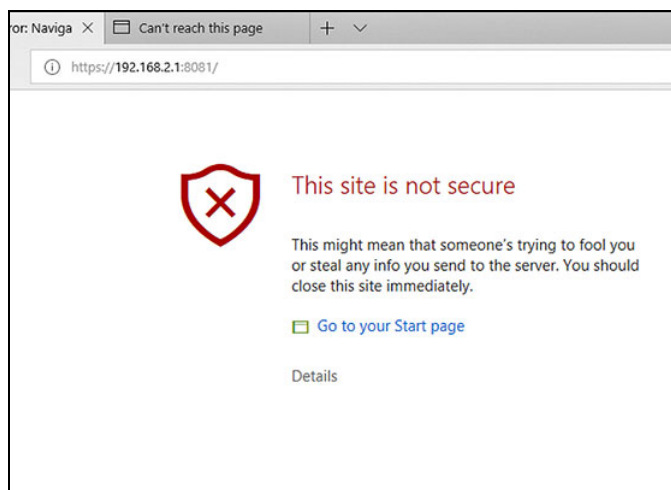 ror: Naviga
Can't reach this page
https://192.168.2.1:8081/
This site is not secure
This might mean that someone's trying to fool you
or steal any info you send to the server. You should
close this site immediately.
Go to your Start page
Details